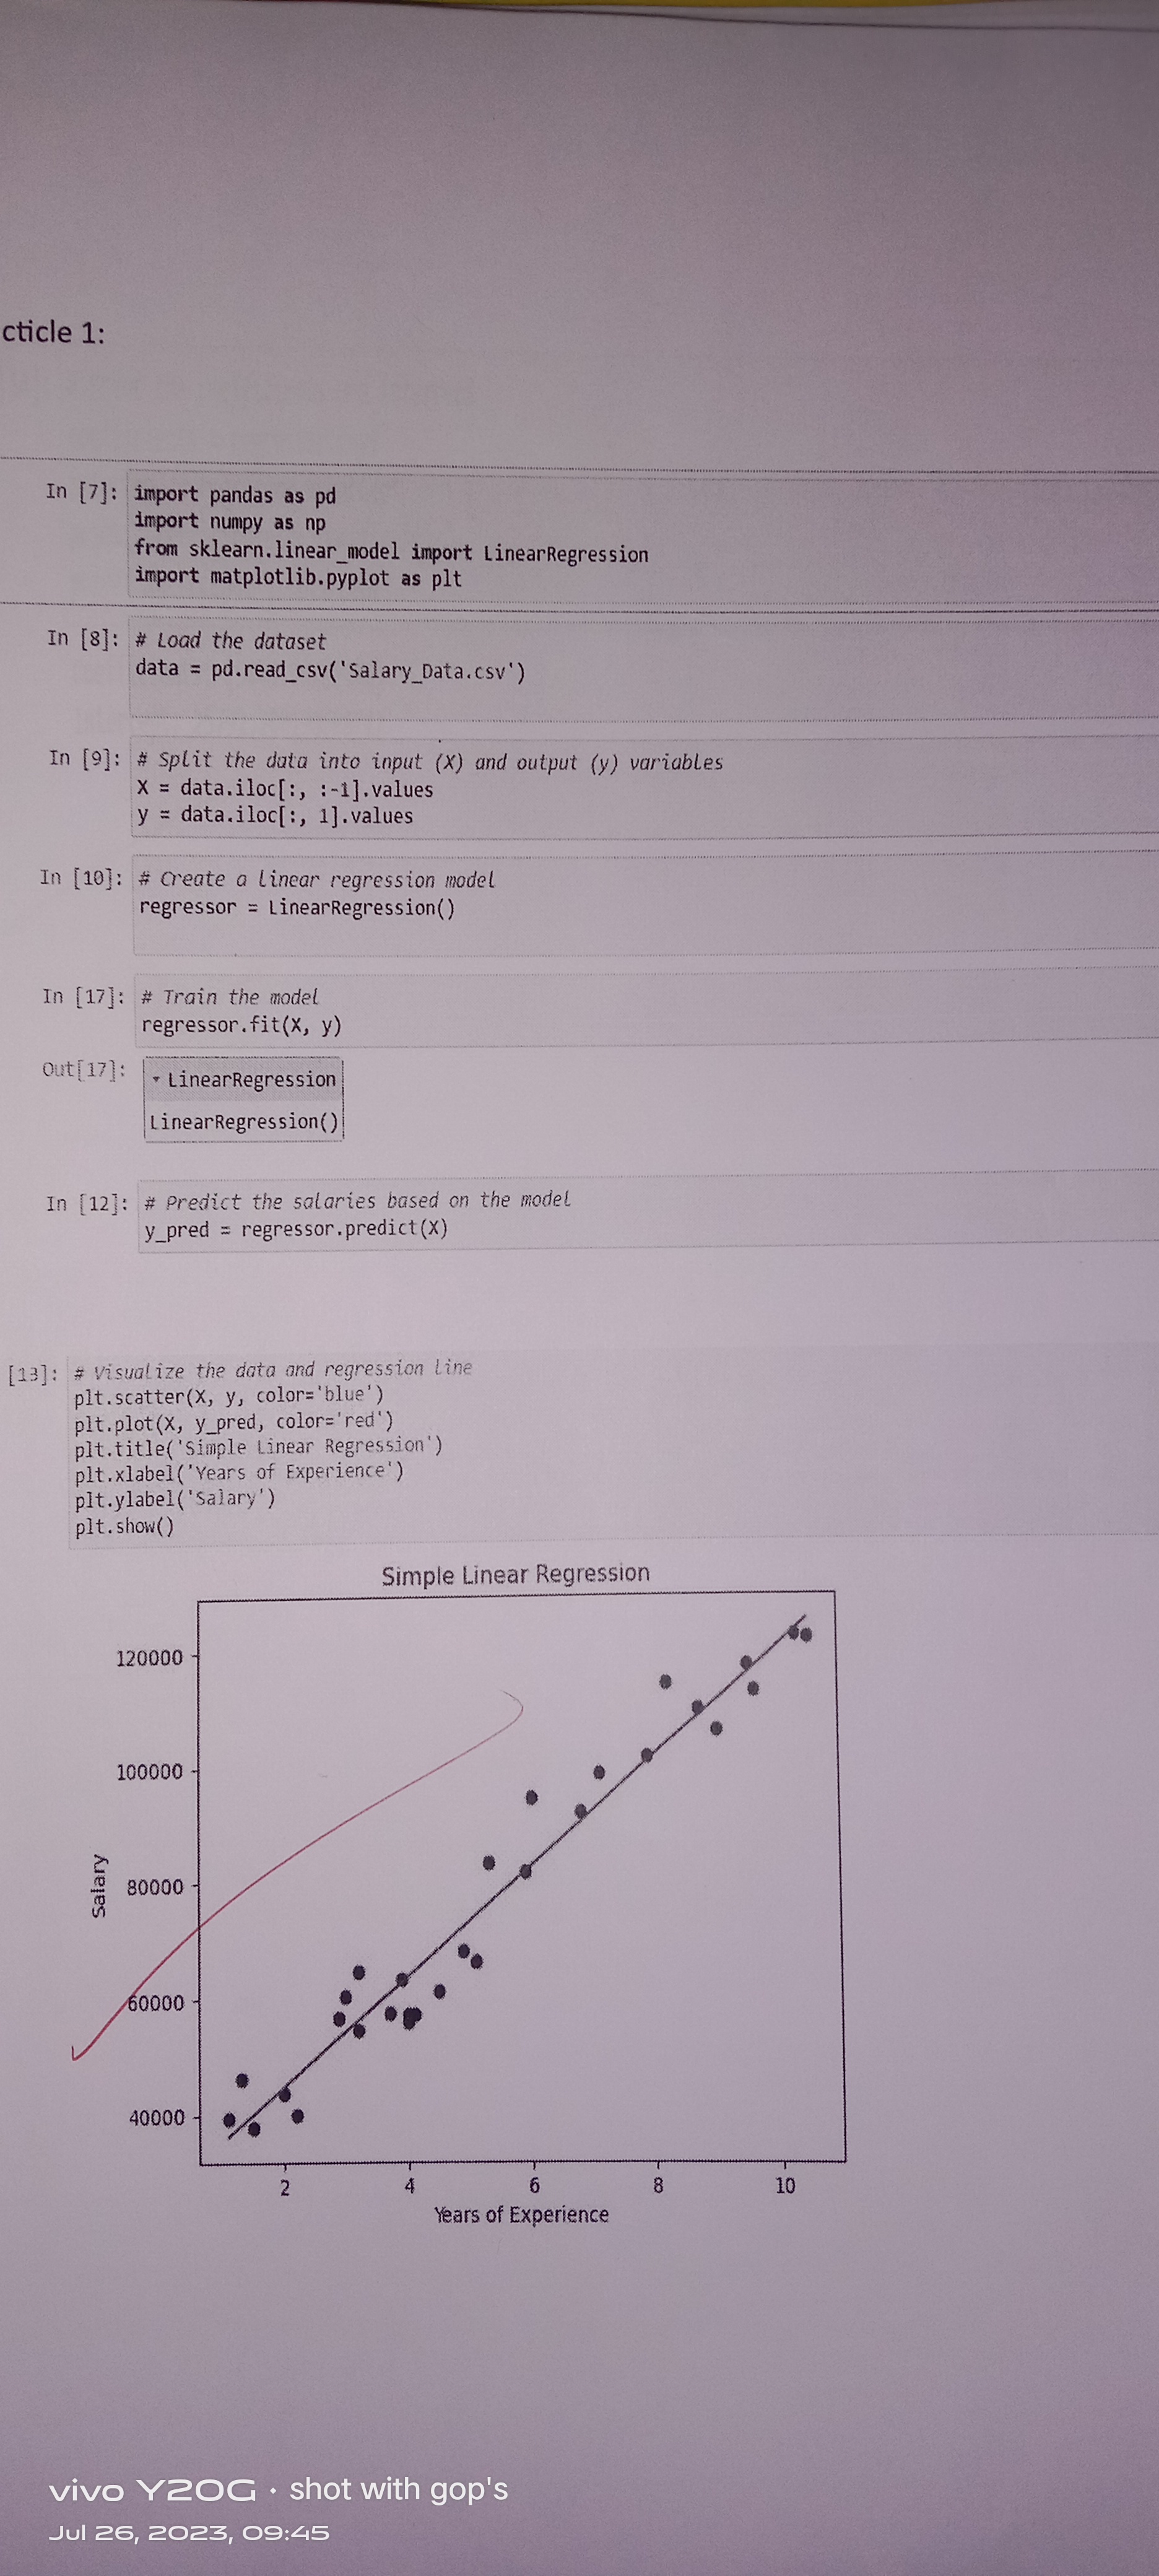 cticle 1:
In [7]: import pandas as pd
import numpy as np
from sklearn.linear_model import LinearRegression
import matplotlib.pyplot as plt
In [8]: # Load the dataset
data = pd.read_csv('Salary_Data.csv')
In [9]: # Split the data into input (X) and output (y) variables
X = data.iloc[:, :-1].values
y = data.iloc[:, 1].values
In [10]: # Create a linear regression model
regressor = LinearRegression()
In [17]: # Train the model
regressor.fit(X, y)
Out[17]: ▾ LinearRegression
LinearRegression()
In [12]: # Predict the salaries based on the model
y_pred = regressor.predict(X)
[13]: # Visualize the data and regression line
plt.scatter(X, y, color='blue')
plt.plot(X, y_pred, color='red')
plt.title('Simple Linear Regression')
plt.xlabel('Years of Experience')
plt.ylabel('Salary')
plt.show()
Simple Linear Regression
120000
100000
80000
60000
40000
Salary
2 4 6 8 10
Years of Experience
vivo Y20G · shot with gop's
Jul 26, 2023, 09:45